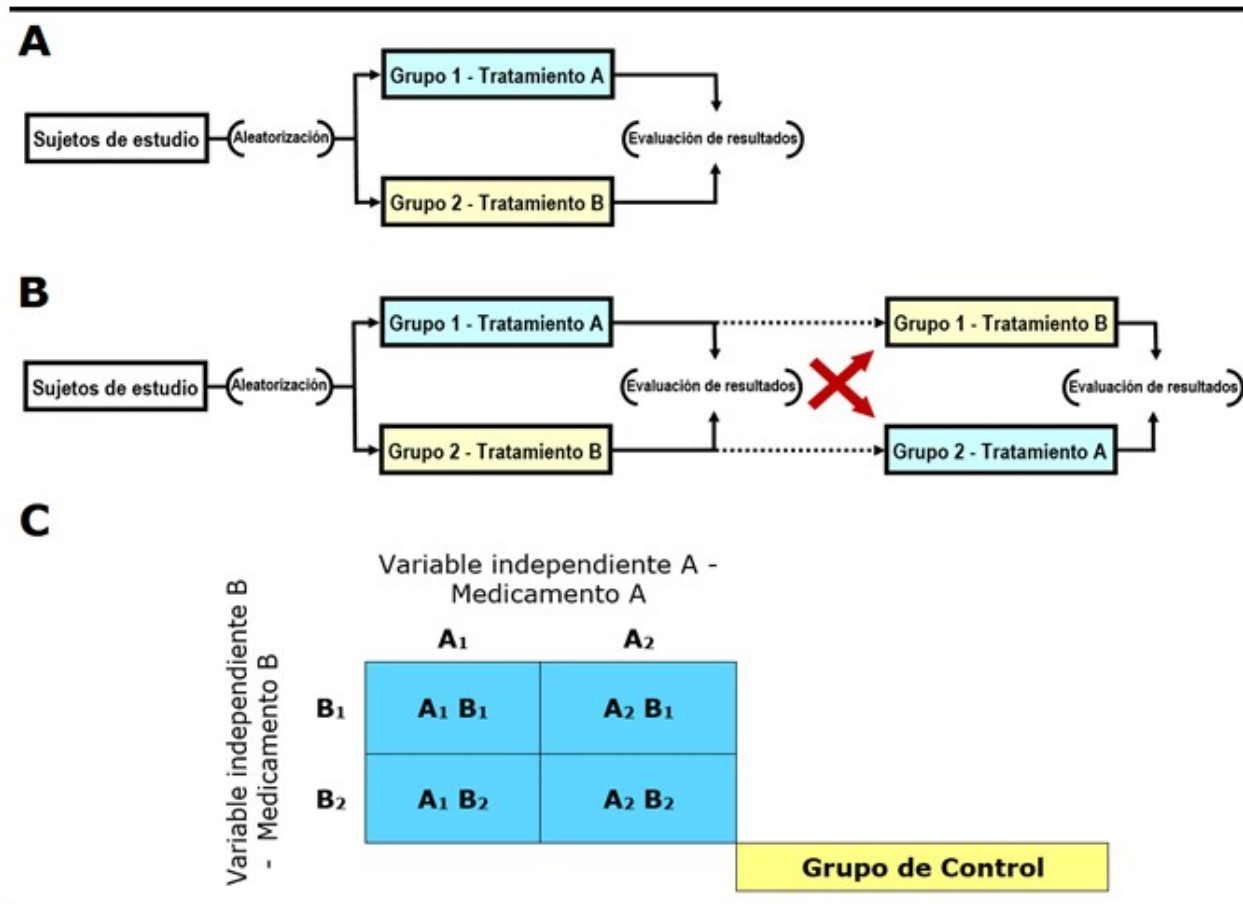 A
Grupo 1 - Tratamiento A
Sujetos de estudio
Aleatorización
Evaluación de resultados
Grupo 2 - Tratamiento B
B
Grupo 1 - Tratamiento A
Grupo 1 - Tratamiento B
Sujetos de estudio
Aleatorización
Evaluación de resultados
Evaluación de resultados
Grupo 2 - Tratamiento B
Grupo 2 - Tratamiento A
C
Variable independiente A -
Medicamento A
Variable independiente B
- Medicamento B
A₁ A₂
B₁ A₁ B₁ A₂ B₁
B₂ A₁ B₂ A₂ B₂
Grupo de Control